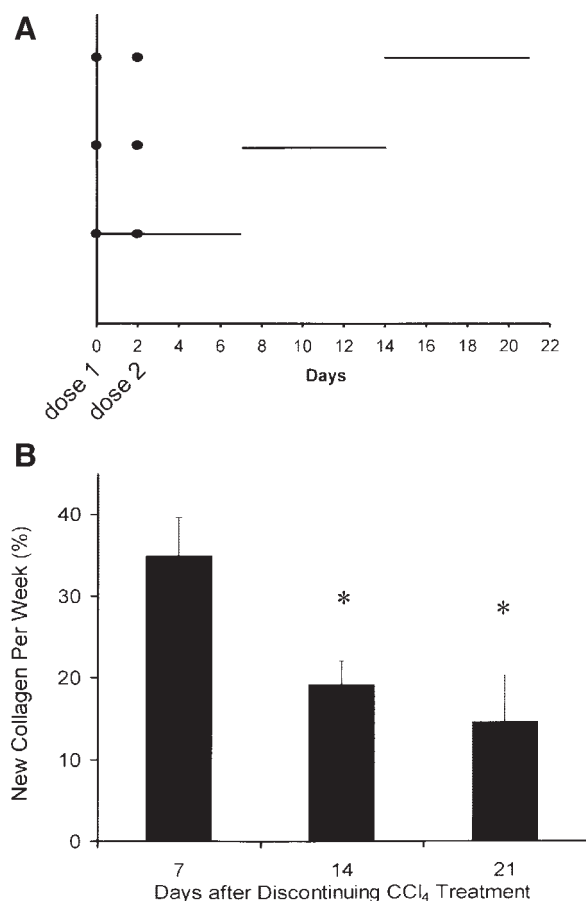 A
0 2 4 6 8 10 12 14 16 18 20 22
dose 1
dose 2
Days
B
New Collagen Per Week (%)
40
30
20
10
0
*
*
7 14 21
Days after Discontinuing CCl₄ Treatment